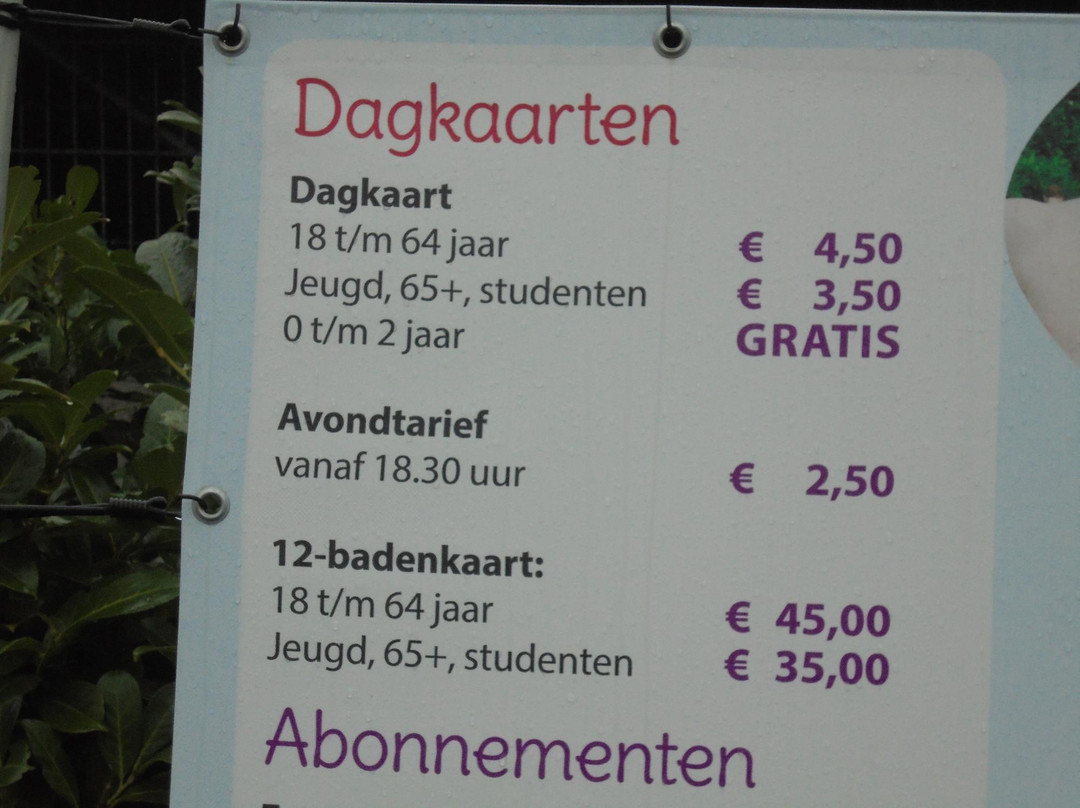 Dagkaarten
Dagkaart
18 t/m 64 jaar € 4,50
Jeugd, 65+, studenten € 3,50
0 t/m 2 jaar GRATIS
Avondtarief
vanaf 18.30 uur € 2,50
12-badenkaart:
18 t/m 64 jaar € 45,00
Jeugd, 65+, studenten € 35,00
Abonnementen